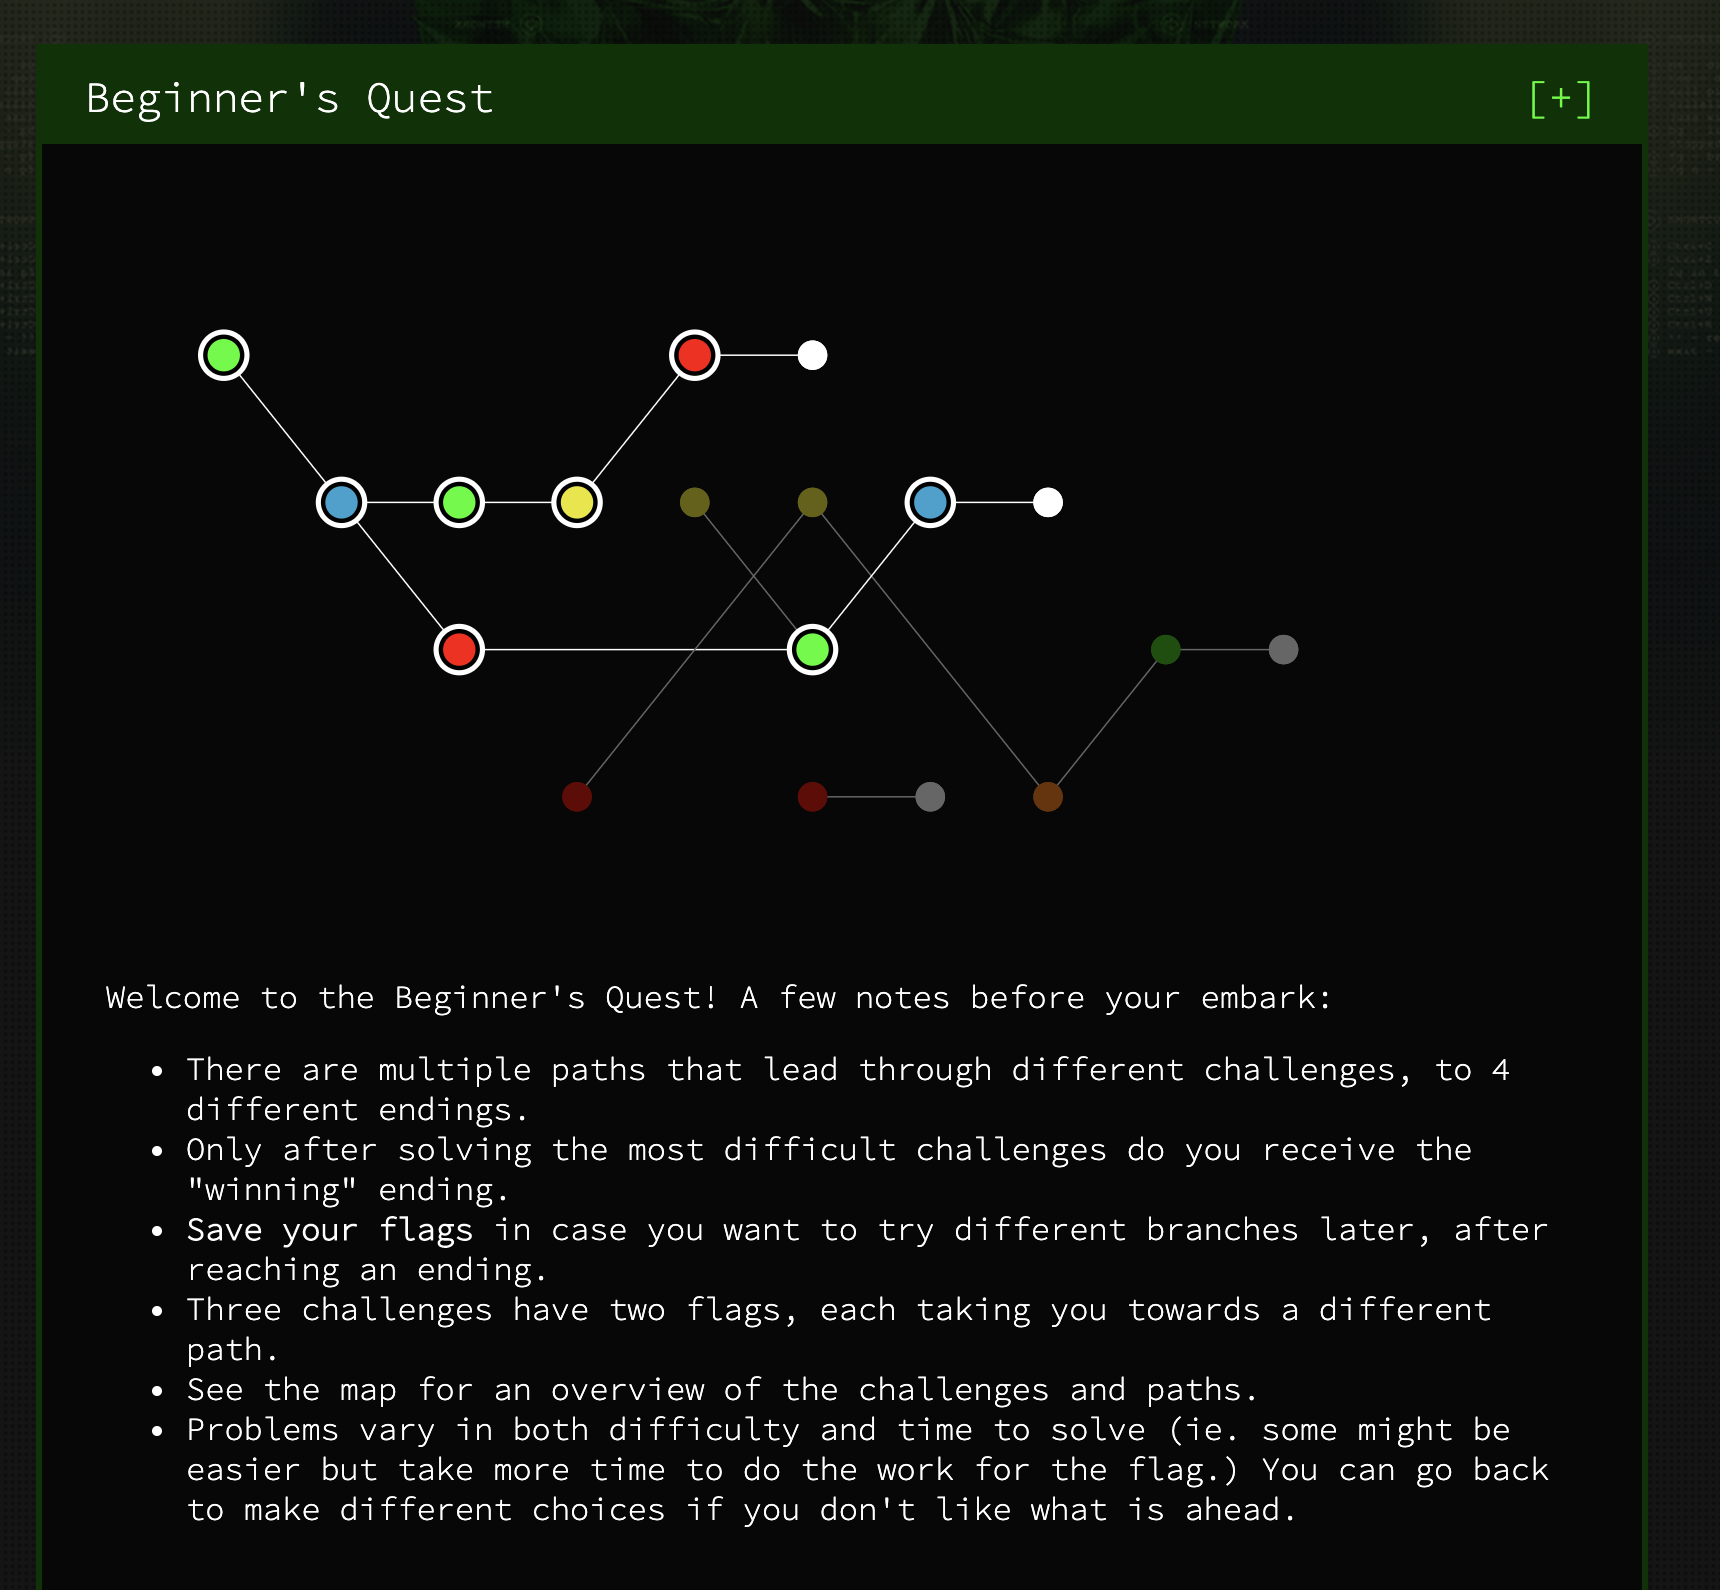 Beginner's Quest [+]
Welcome to the Beginner's Quest! A few notes before your embark:
• There are multiple paths that lead through different challenges, to 4
different endings.
• Only after solving the most difficult challenges do you receive the
"winning" ending.
• Save your flags in case you want to try different branches later, after
reaching an ending.
• Three challenges have two flags, each taking you towards a different
path.
• See the map for an overview of the challenges and paths.
• Problems vary in both difficulty and time to solve (ie. some might be
easier but take more time to do the work for the flag.) You can go back
to make different choices if you don't like what is ahead.